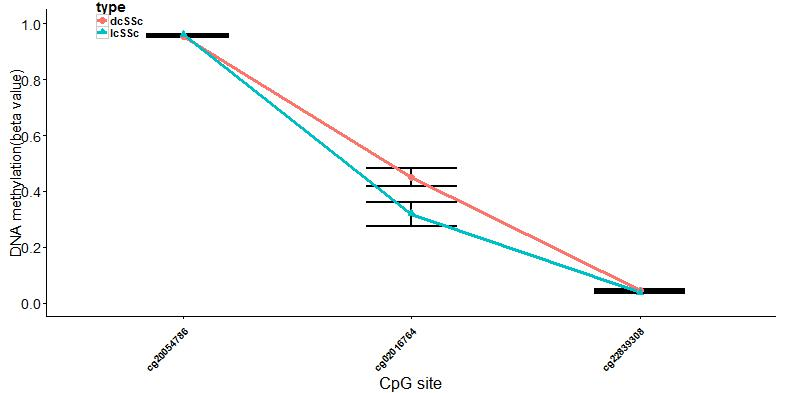 type
dcSSc
lcSSc
DNA methylation(beta value)
1.0
0.8
0.6
0.4
0.2
0.0
cg20054786
cg02016764
cg22839308
CpG site